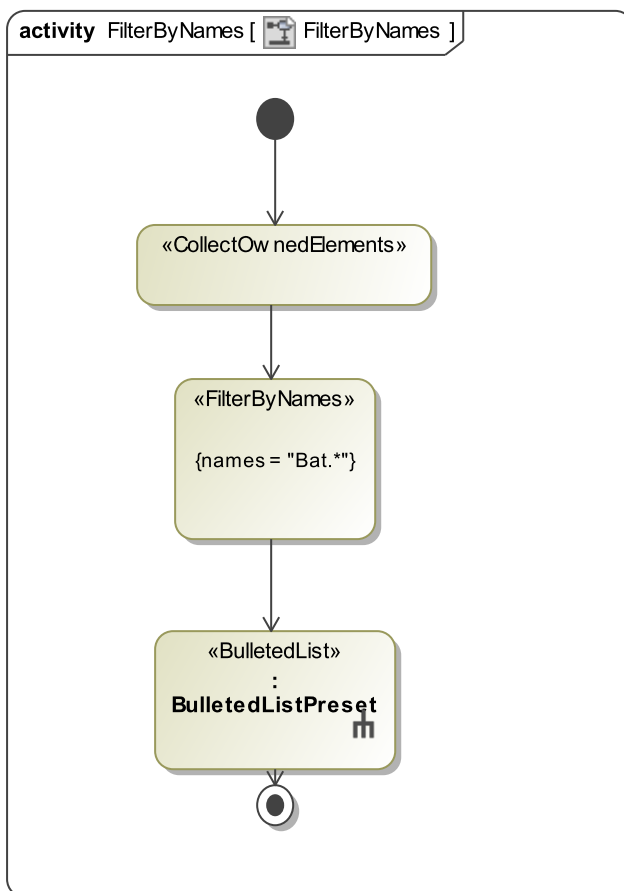 activity FilterByNames [ FilterByNames ]
«CollectOwnedElements»
«FilterByNames»
{names = "Bat.*"}
«BulletedList»
:
BulletedListPreset